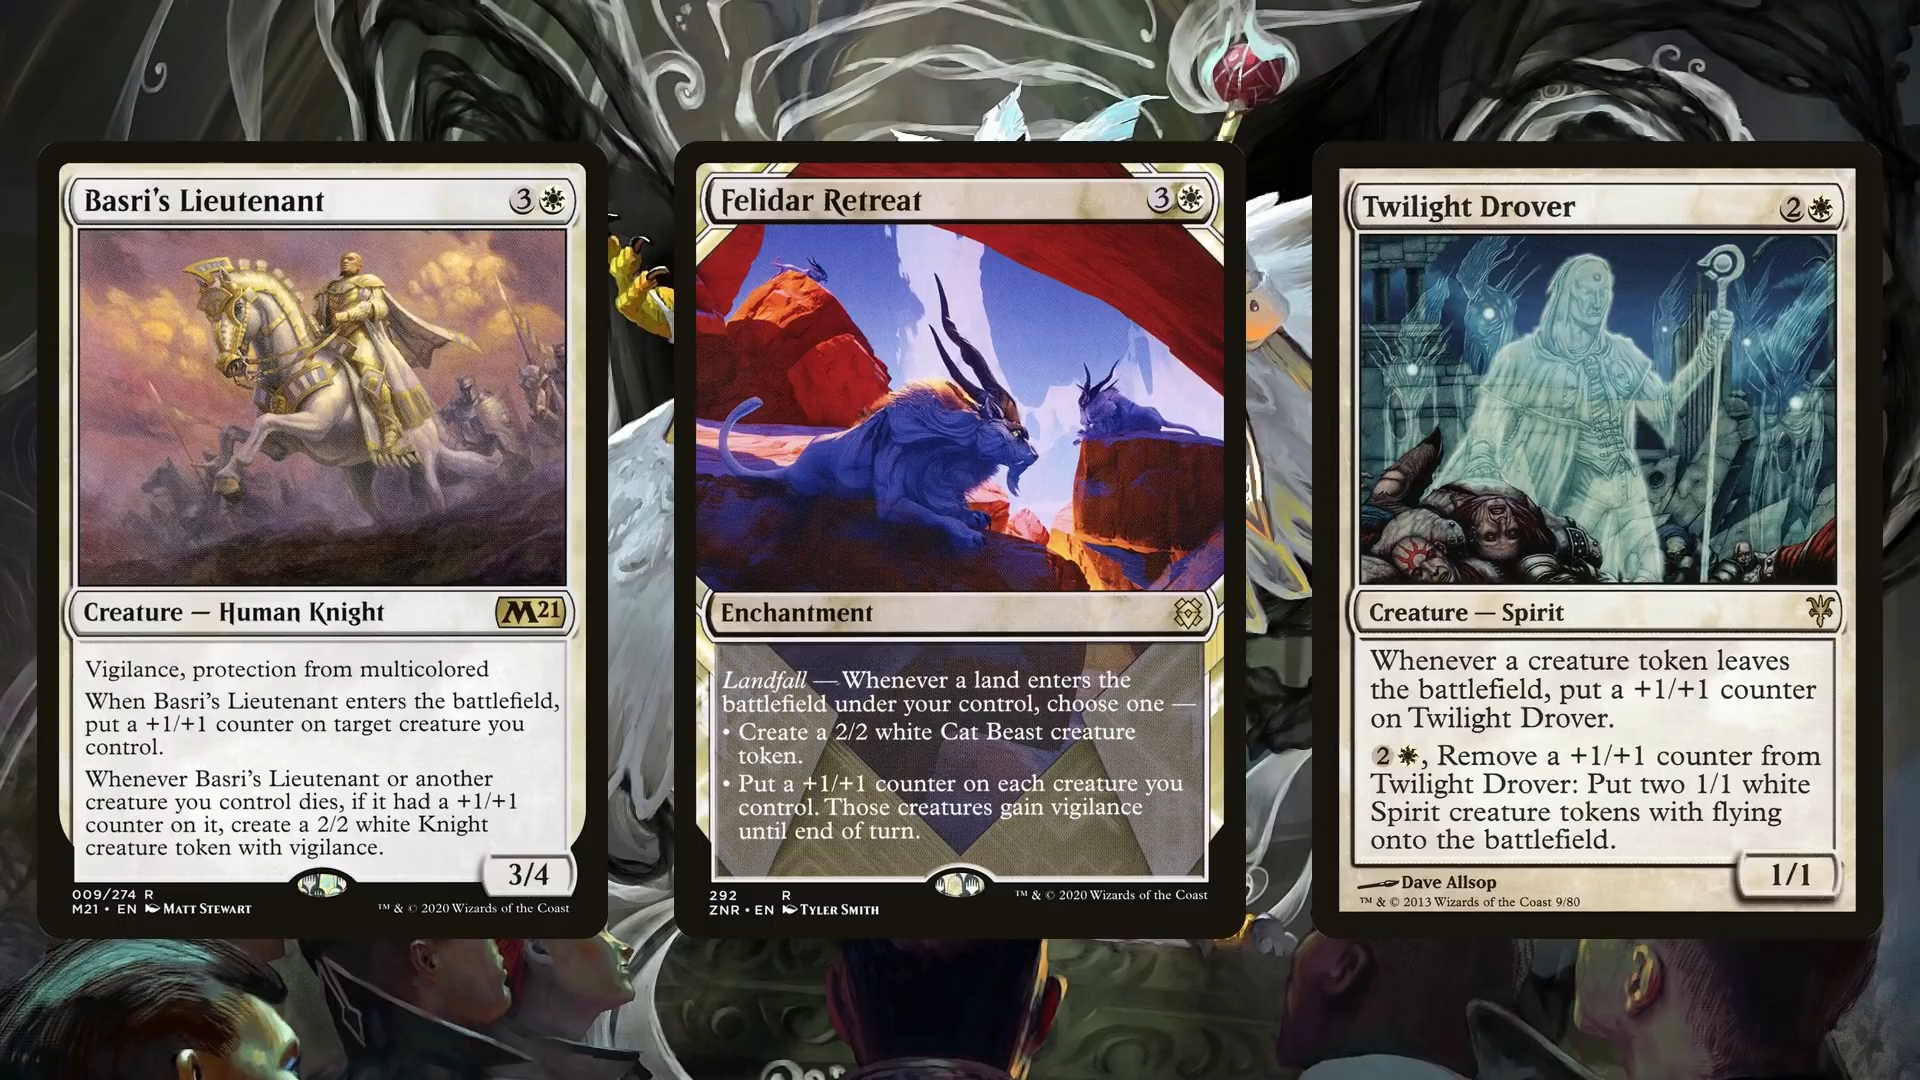 Basri's Lieutenant 3
Creature — Human Knight M21
Vigilance, protection from multicolored
When Basri's Lieutenant enters the battlefield,
put a +1/+1 counter on target creature you
control.
Whenever Basri's Lieutenant or another
creature you control dies, if it had a +1/+1
counter on it, create a 2/2 white Knight
creature token with vigilance.
3/4
009/274 R
M21 • EN Matt Stewart
™ & © 2020 Wizards of the Coast
Felidar Retreat 3
Enchantment
Landfall — Whenever a land enters the
battlefield under your control, choose one —
• Create a 2/2 white Cat Beast creature
token.
• Put a +1/+1 counter on each creature you
control. Those creatures gain vigilance
until end of turn.
292 R
ZNR • EN Tyler Smith
™ & © 2020 Wizards of the Coast
Twilight Drover 2
Creature — Spirit
Whenever a creature token leaves
the battlefield, put a +1/+1 counter
on Twilight Drover.
2 , Remove a +1/+1 counter from
Twilight Drover: Put two 1/1 white
Spirit creature tokens with flying
onto the battlefield.
1/1
Dave Allsop
™ & © 2013 Wizards of the Coast 9/80